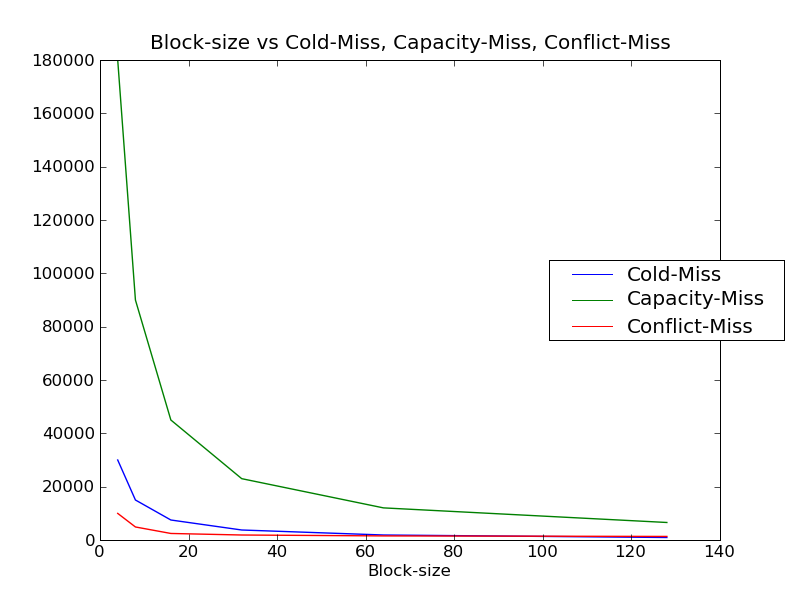 Block-size vs Cold-Miss, Capacity-Miss, Conflict-Miss
180000
160000
140000
120000
100000
80000
60000
40000
20000
0
Cold-Miss
Capacity-Miss
Conflict-Miss
0 20 40 60 80 100 120 140
Block-size